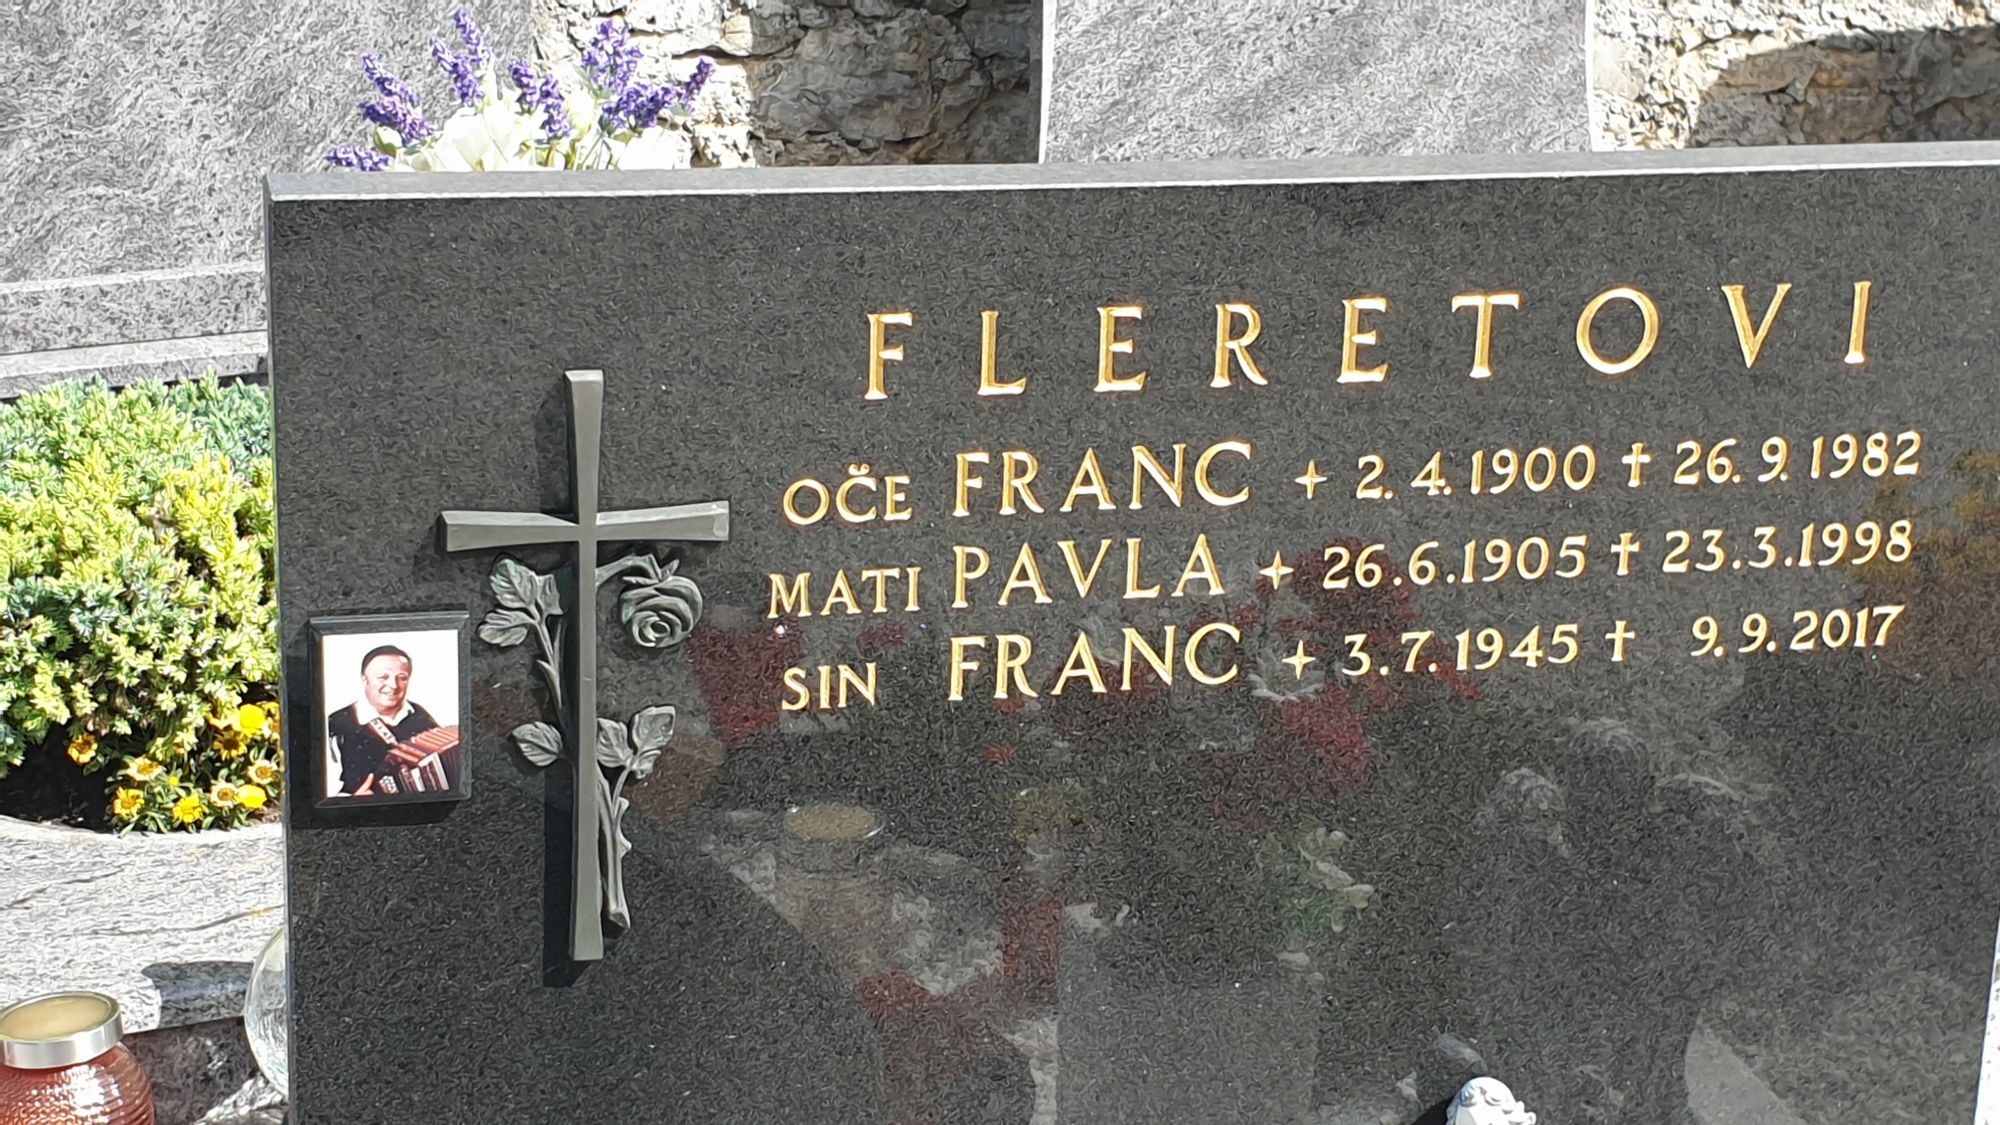 FLERETOVI
OČE FRANC + 2.4.1900 † 26.9.1982
MATI PAVLA + 26.6.1905 † 23.3.1998
SIN FRANC + 3.7.1945 † 9.9.2017